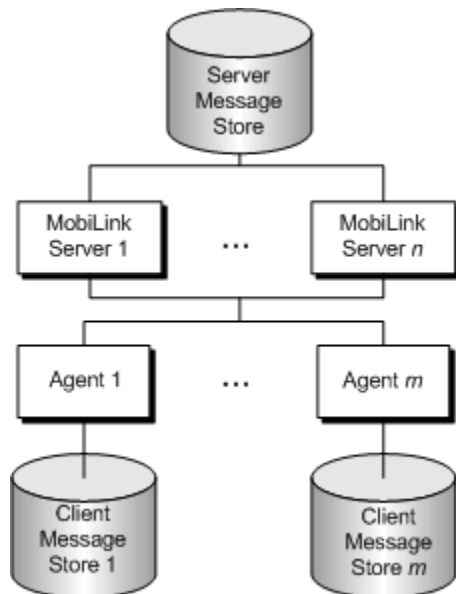 Server
Message
Store
MobiLink
Server 1
...
MobiLink
Server n
Agent 1
...
Agent m
Client
Message
Store 1
Client
Message
Store m